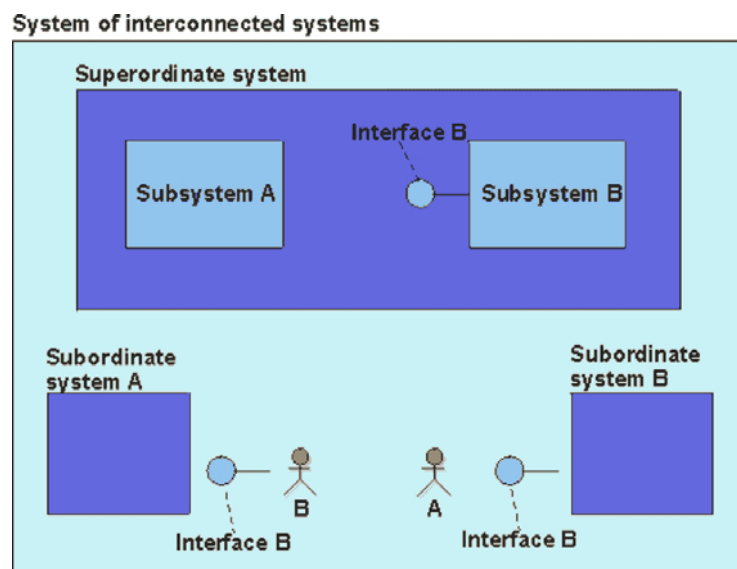 System of interconnected systems
Superordinate system
Interface B
Subsystem A
Subsystem B
Subordinate
system A
Subordinate
system B
B
A
Interface B
Interface B